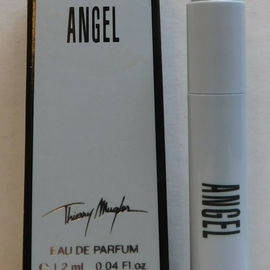 ANGEL
Thierry Mugler
EAU DE PARFUM
℮ 1.2 ml 0.04 Fl.oz
ANGEL